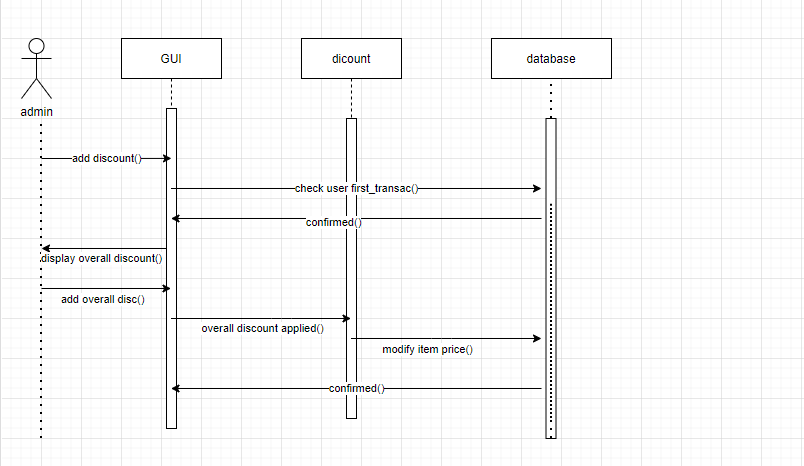 GUI
dicount
database
admin
add discount()
check user first_transac()
confirmed()
display overall discount()
add overall disc()
overall discount applied()
modify item price()
confirmed()